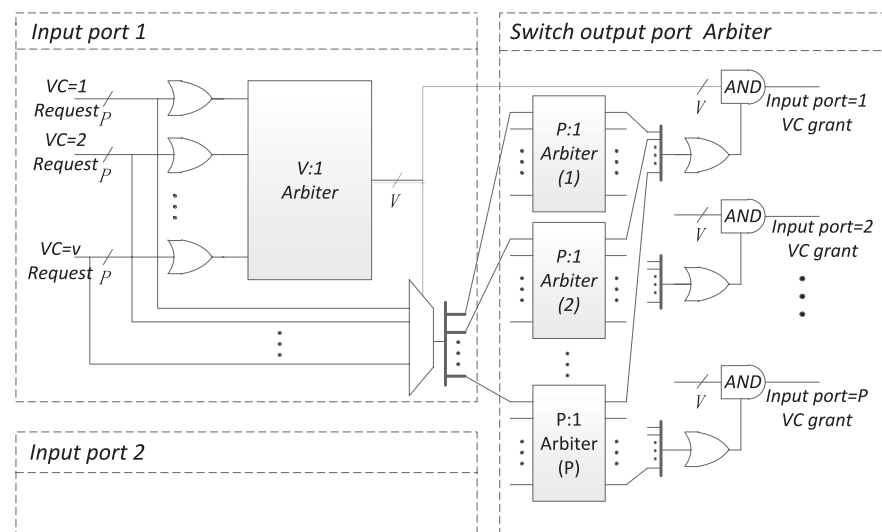 Input port 1
VC=1
Request
P
VC=2
Request
P
VC=v
Request
P
V:1
Arbiter
V
Input port 2
Switch output port Arbiter
P:1
Arbiter
(1)
P:1
Arbiter
(2)
P:1
Arbiter
(P)
V
AND
Input port=1
VC grant
V
AND
Input port=2
VC grant
V
AND
Input port=P
VC grant